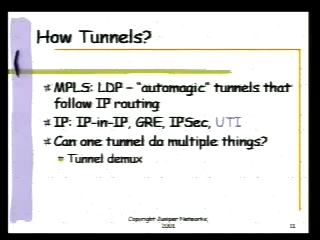 How Tunnels?
MPLS: LDP – "automagic" tunnels that
follow IP routing
IP: IP-in-IP, GRE, IPSec, UTI
Can one tunnel do multiple things?
Tunnel demux
Copyright Juniper Networks,
2001
11